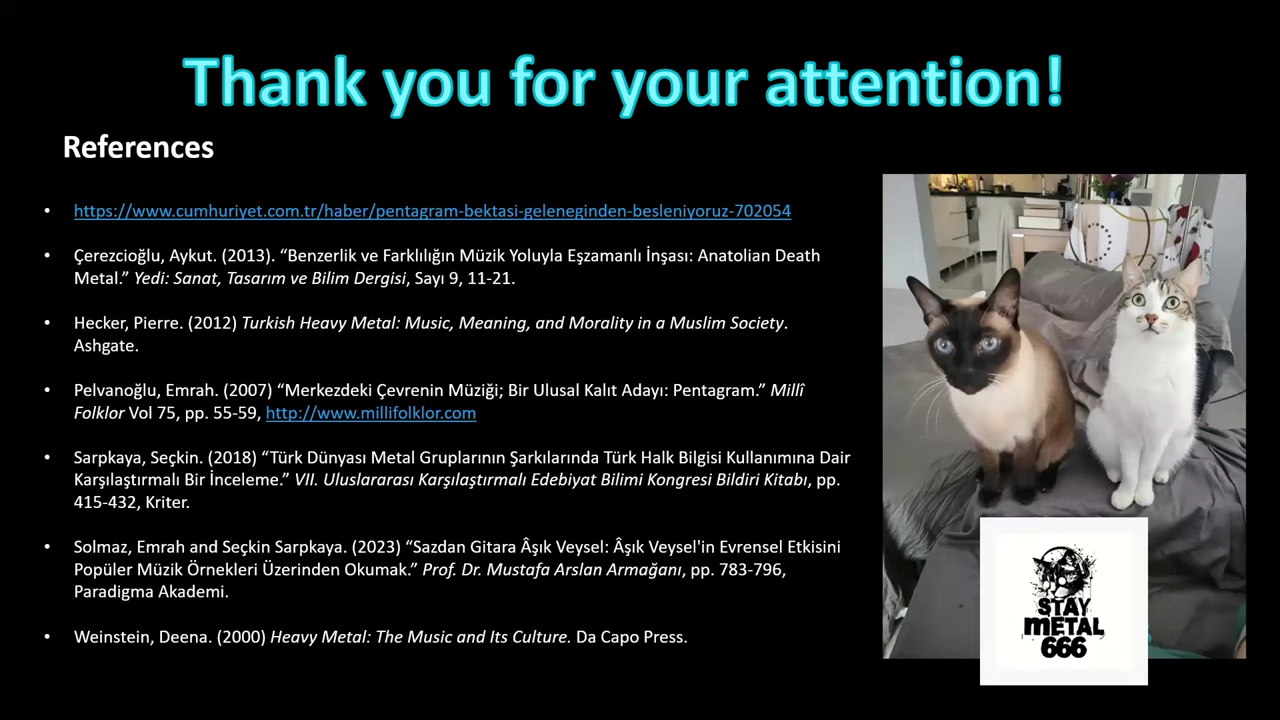 Thank you for your attention!
References
• https://www.cumhuriyet.com.tr/haber/pentagram-bektasi-geleneginden-besleniyoruz-702054
• Çerezcioğlu, Aykut. (2013). “Benzerlik ve Farklılığın Müzik Yoluyla Eşzamanlı İnşası: Anatolian Death
Metal.” Yedi: Sanat, Tasarım ve Bilim Dergisi, Sayı 9, 11-21.
• Hecker, Pierre. (2012) Turkish Heavy Metal: Music, Meaning, and Morality in a Muslim Society.
Ashgate.
• Pelvanoğlu, Emrah. (2007) “Merkezdeki Çevrenin Müziği; Bir Ulusal Kalıt Adayı: Pentagram.” Millî
Folklor Vol 75, pp. 55-59, http://www.millifolklor.com
• Sarpkaya, Seçkin. (2018) “Türk Dünyası Metal Gruplarının Şarkılarında Türk Halk Bilgisi Kullanımına Dair
Karşılaştırmalı Bir İnceleme.” VII. Uluslararası Karşılaştırmalı Edebiyat Bilimi Kongresi Bildiri Kitabı, pp.
415-432, Kriter.
• Solmaz, Emrah and Seçkin Sarpkaya. (2023) “Sazdan Gitara Âşık Veysel: Âşık Veysel'in Evrensel Etkisini
Popüler Müzik Örnekleri Üzerinden Okumak.” Prof. Dr. Mustafa Arslan Armağanı, pp. 783-796,
Paradigma Akademi.
• Weinstein, Deena. (2000) Heavy Metal: The Music and Its Culture. Da Capo Press.
STAY
METAL
666